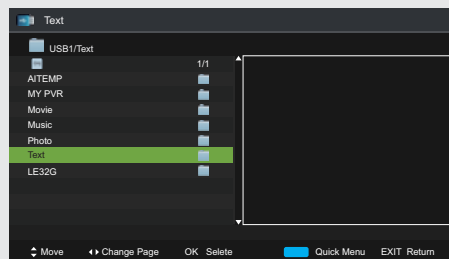 Text
USB1/Text
1/1
AITEMP
MY PVR
Movie
Music
Photo
Text
LE32G
Move Change Page OK Selete Quick Menu EXIT Return